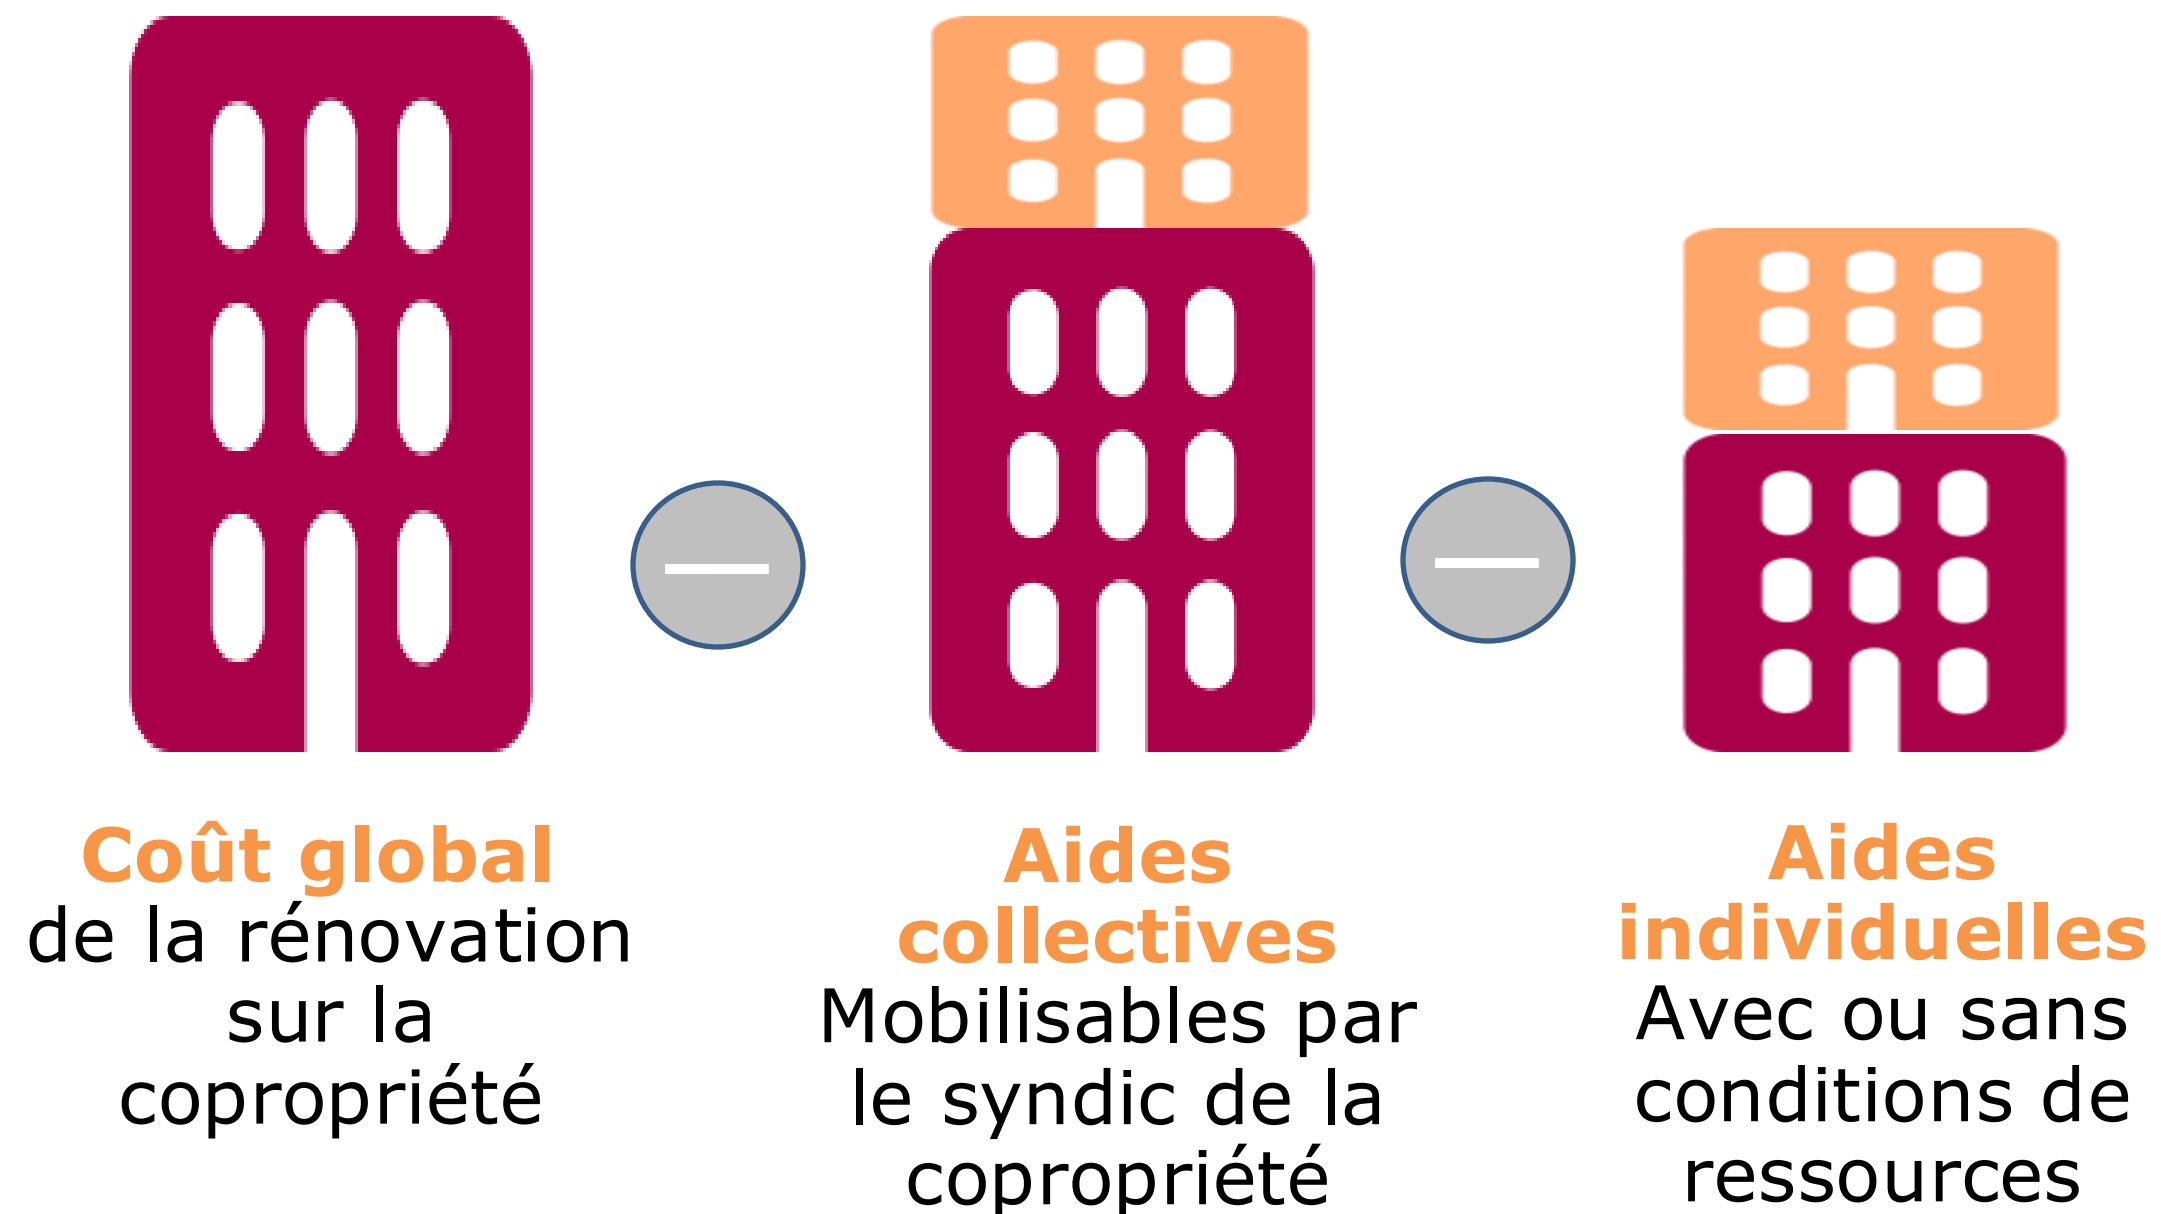 Coût global
de la rénovation
sur la
copropriété
Aides
collectives
Mobilisables par
le syndic de la
copropriété
Aides
individuelles
Avec ou sans
conditions de
ressources